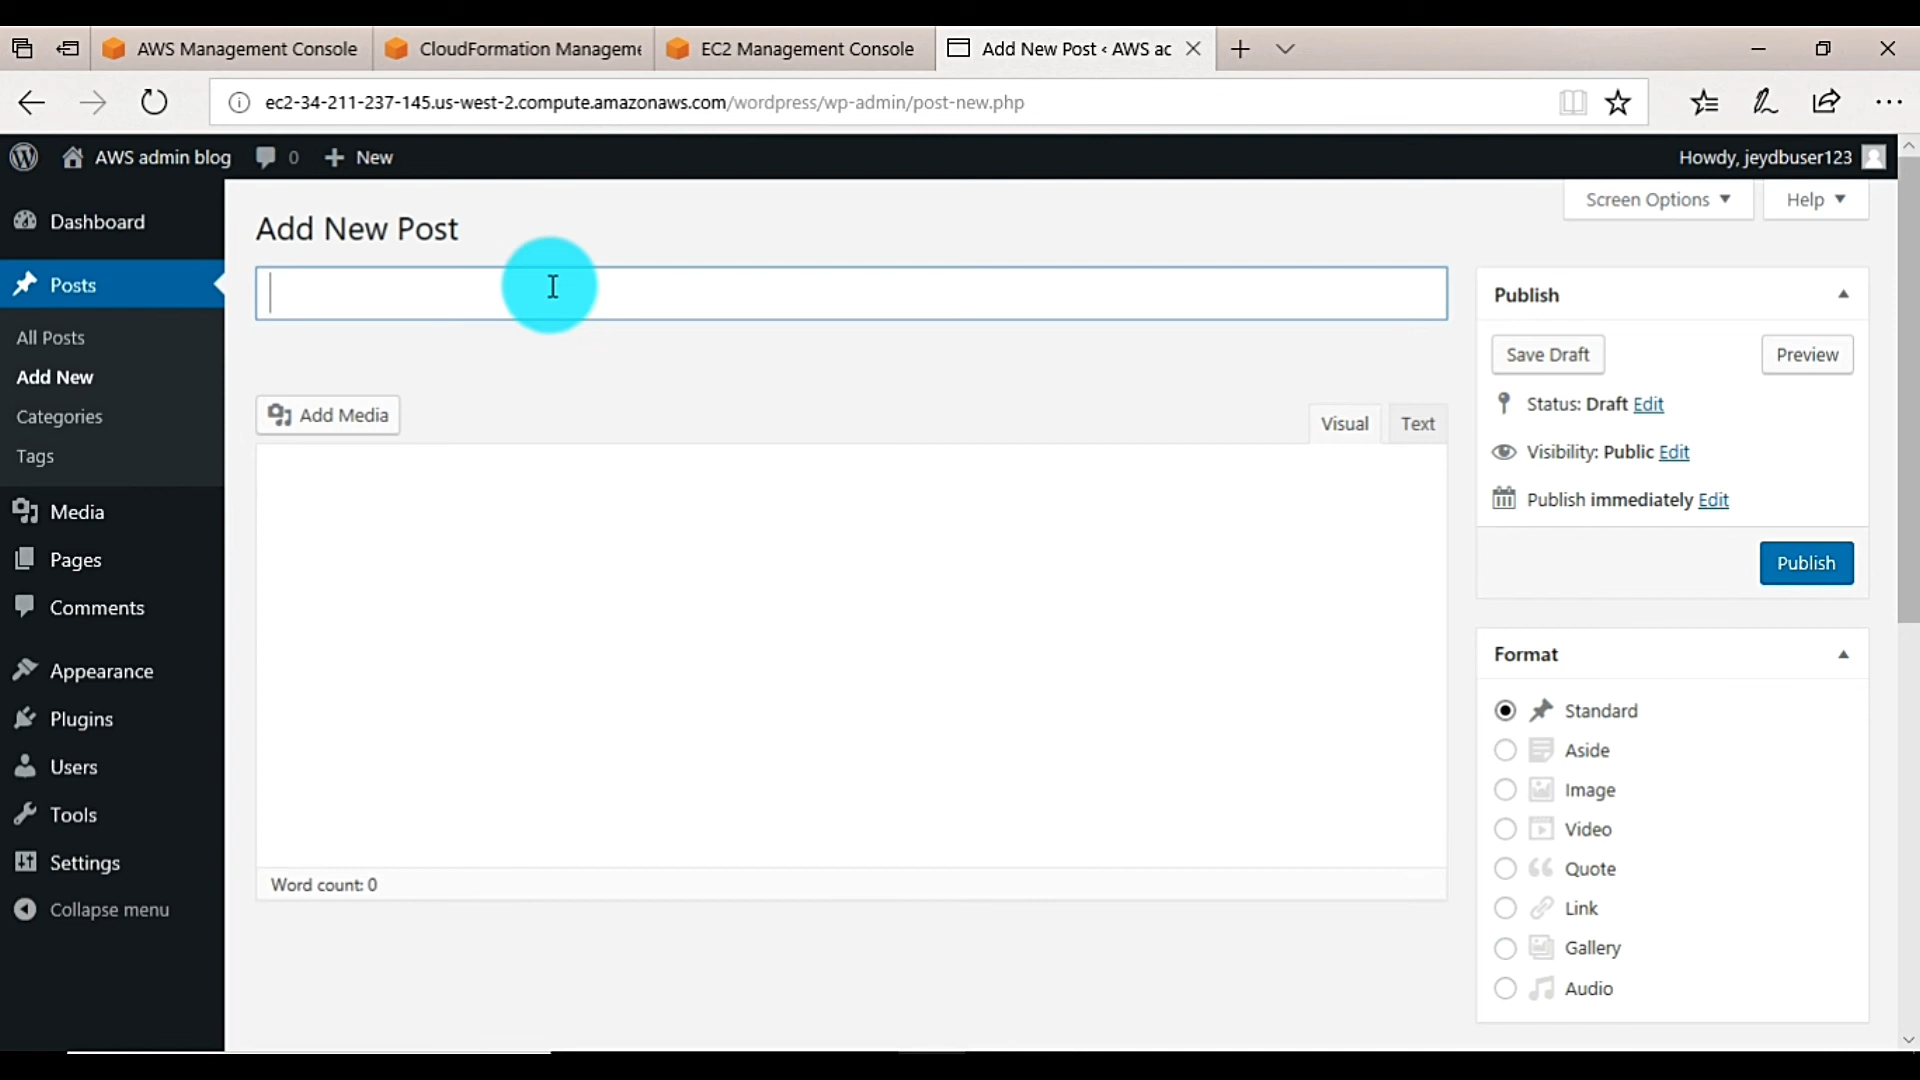 AWS Management Console
CloudFormation Manageme
EC2 Management Console
Add New Post ‹ AWS ac
ec2-34-211-237-145.us-west-2.compute.amazonaws.com/wordpress/wp-admin/post-new.php
AWS admin blog
0
New
Howdy, jeydbuser123
Screen Options
Help
Dashboard
Posts
All Posts
Add New
Categories
Tags
Media
Pages
Comments
Appearance
Plugins
Users
Tools
Settings
Collapse menu
Add New Post
Add Media
Visual
Text
Word count: 0
Publish
Save Draft
Preview
Status: Draft Edit
Visibility: Public Edit
Publish immediately Edit
Publish
Format
Standard
Aside
Image
Video
Quote
Link
Gallery
Audio